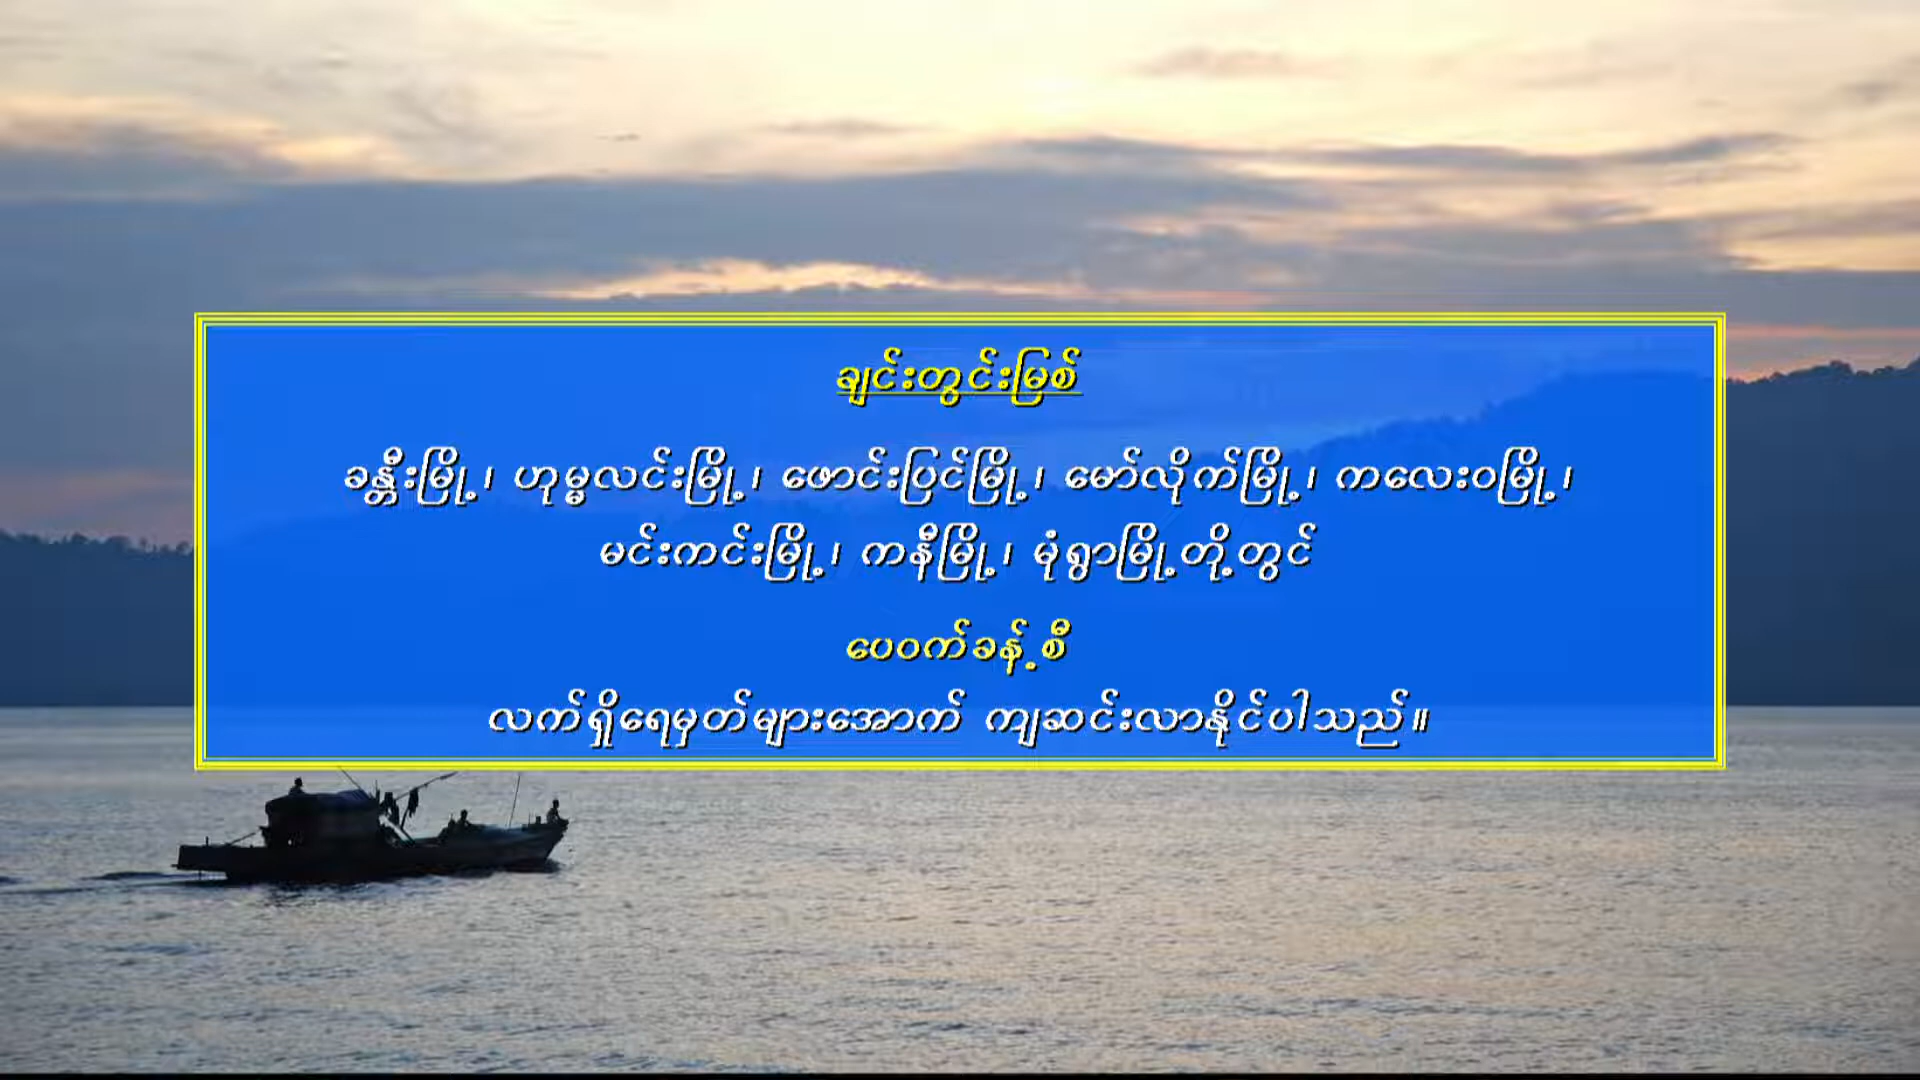 ချင်းတွင်းမြစ်
ခန္တီးမြို့၊ ဟုမ္မလင်းမြို့၊ ဖောင်းပြင်မြို့၊ မော်လိုက်မြို့၊ ကလေးဝမြို့၊
မင်းကင်းမြို့၊ ကနီမြို့၊ မုံရွာမြို့တို့တွင်
ပေဝက်ခန့်စီ
လက်ရှိရေမှတ်များအောက် ကျဆင်းလာနိုင်ပါသည်။